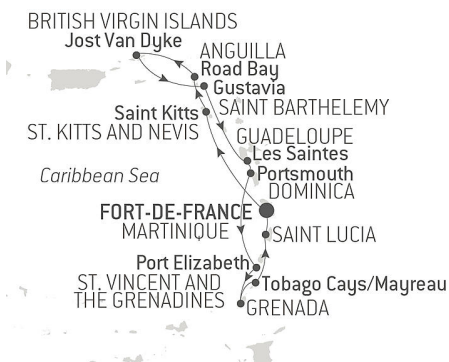 BRITISH VIRGIN ISLANDS
Jost Van Dyke
ANGUILLA
Road Bay
Gustavia
SAINT BARTHELEMY
Saint Kitts
ST. KITTS AND NEVIS
GUADELOUPE
Les Saintes
Caribbean Sea
Portsmouth
DOMINICA
FORT-DE-FRANCE
MARTINIQUE
SAINT LUCIA
Port Elizabeth
ST. VINCENT AND
THE GRENADINES
Tobago Cays/Mayreau
GRENADA